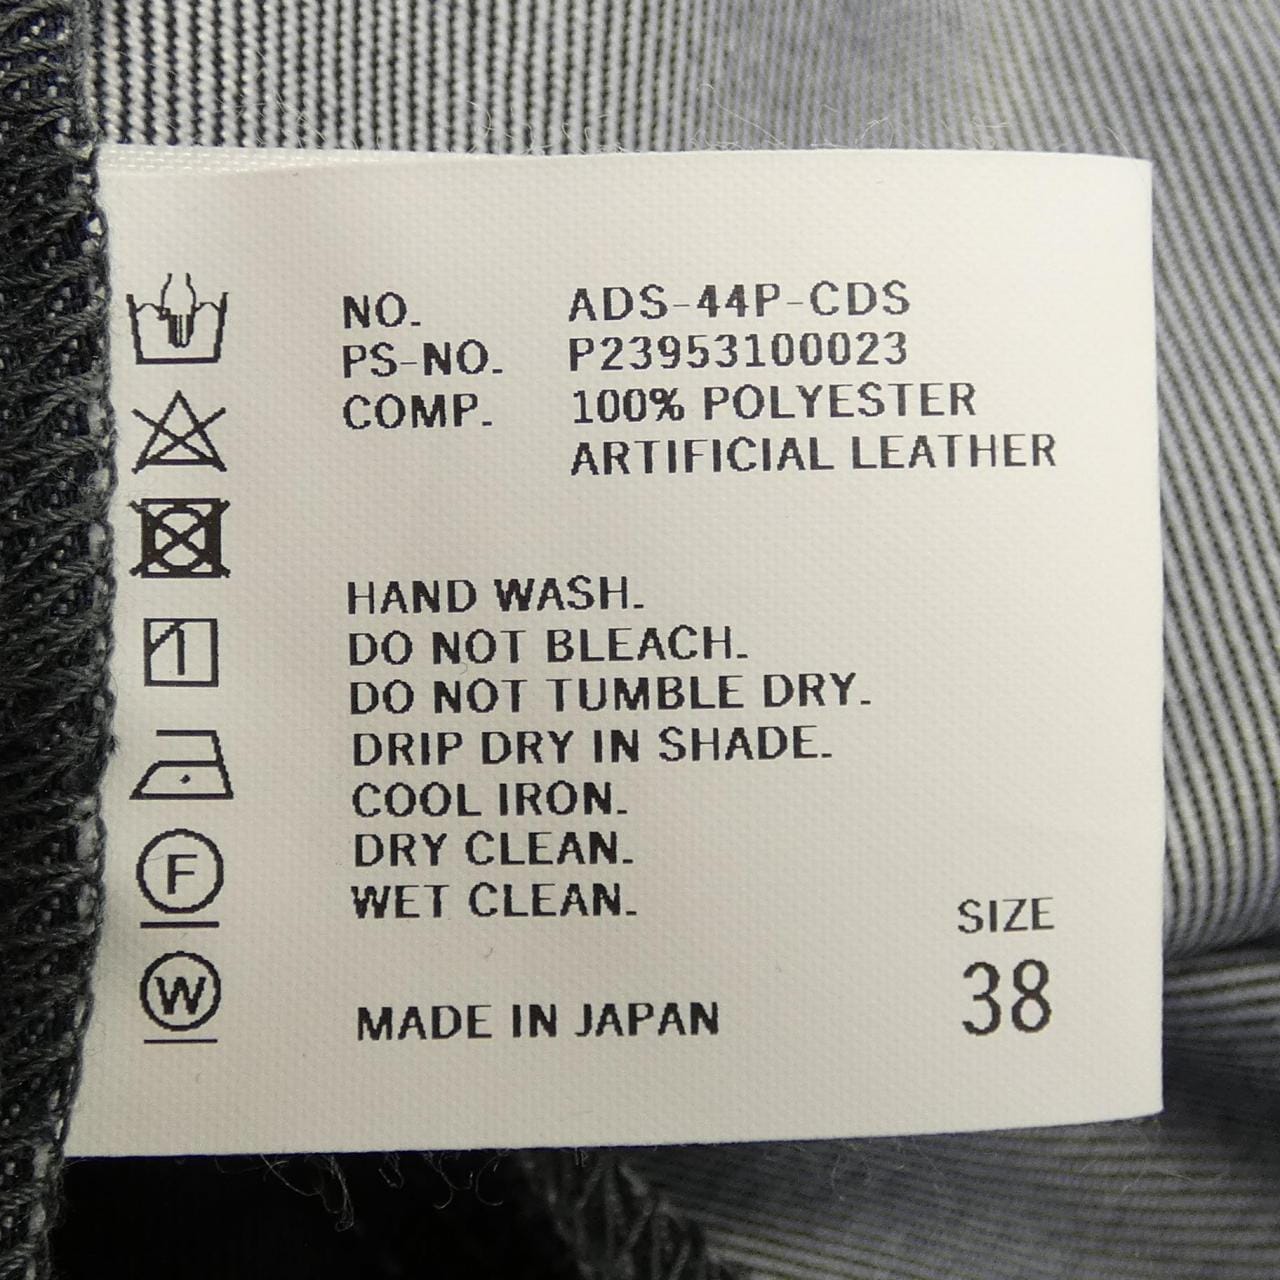 NO. ADS-44P-CDS
PS-NO. P23953100023
COMP. 100% POLYESTER
ARTIFICIAL LEATHER
HAND WASH.
DO NOT BLEACH.
DO NOT TUMBLE DRY.
DRIP DRY IN SHADE.
COOL IRON.
F
DRY CLEAN.
WET CLEAN.
W
SIZE
38
MADE IN JAPAN